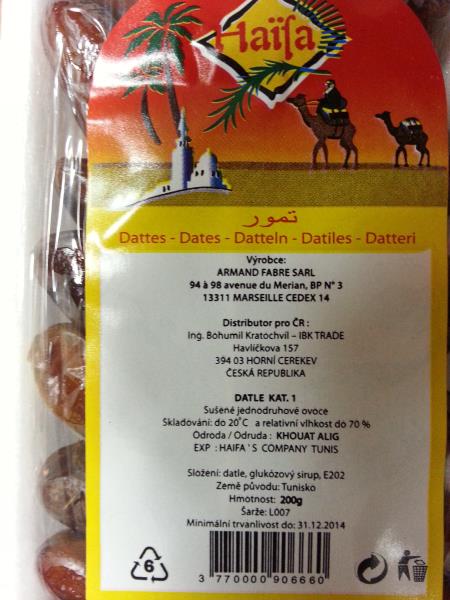 Haïfa
تمور
Dattes - Dates - Datteln - Datiles - Datteri
Výrobce:
ARMAND FABRE SARL
94 à 98 avenue du Merian, BP N° 3
13311 MARSEILLE CEDEX 14
Distributor pro ČR :
Ing. Bohumil Kratochvíl – IBK TRADE
Havlíčkova 157
394 03 HORNÍ CEREKEV
ČESKÁ REPUBLIKA
DATLE KAT. 1
Sušené jednodruhové ovoce
Skladování: do 20°C a relativní vlhkost do 70 %
Odroda / Odruda : KHOUAT ALIG
EXP : HAIFA`S COMPANY TUNIS
Složení: datle, glukózový sirup, E202
Země původu: Tunisko
Hmotnost: 200g
Šarže: L007
Minimální trvanlivost do: 31.12.2014
6
3 770000 906660